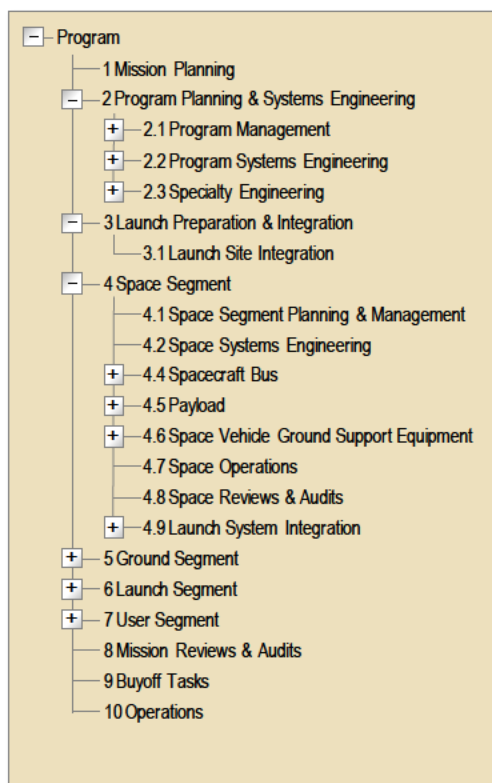 Program
1 Mission Planning
2 Program Planning & Systems Engineering
2.1 Program Management
2.2 Program Systems Engineering
2.3 Specialty Engineering
3 Launch Preparation & Integration
3.1 Launch Site Integration
4 Space Segment
4.1 Space Segment Planning & Management
4.2 Space Systems Engineering
4.4 Spacecraft Bus
4.5 Payload
4.6 Space Vehicle Ground Support Equipment
4.7 Space Operations
4.8 Space Reviews & Audits
4.9 Launch System Integration
5 Ground Segment
6 Launch Segment
7 User Segment
8 Mission Reviews & Audits
9 Buyoff Tasks
10 Operations